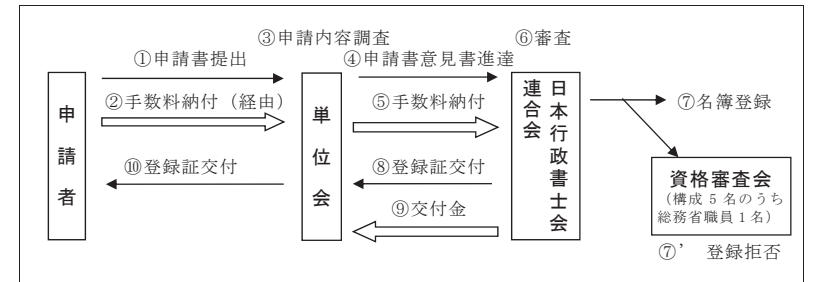 ③申請内容調査
⑥審査
①申請書提出
④申請書意見書進達
申請者
②手数料納付（経由）
単位会
⑤手数料納付
日本行政書士会
連合会
⑦名簿登録
⑩登録証交付
⑧登録証交付
⑨交付金
資格審査会
（構成5名のうち
総務省職員1名）
⑦’ 登録拒否